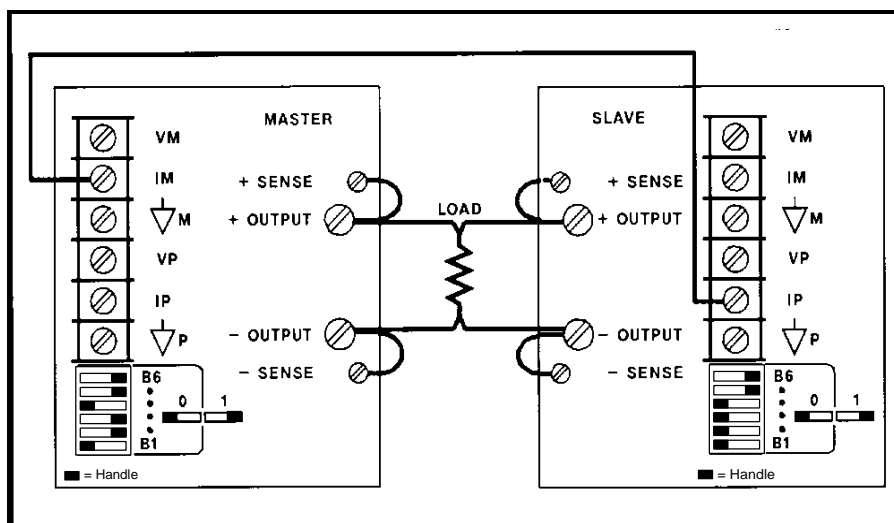 MASTER
VM
IM
M
VP
IP
P
+ SENSE
+ OUTPUT
- OUTPUT
- SENSE
B6
B1
0 1
= Handle
LOAD
SLAVE
+ SENSE
+ OUTPUT
- OUTPUT
- SENSE
VM
IM
M
VP
IP
P
B6
B1
0 1
= Handle